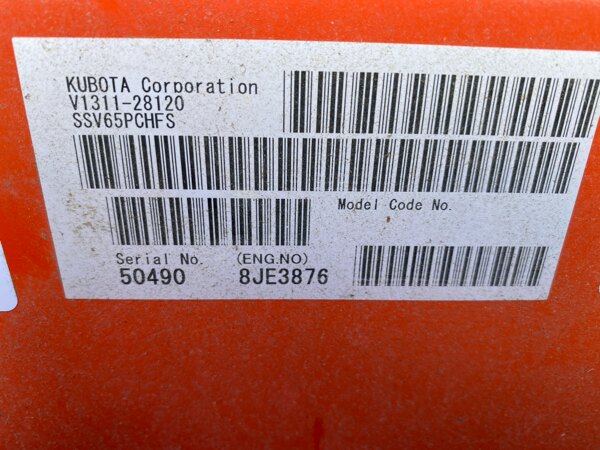 KUBOTA Corporation
V1311-28120
SSV65PCHFS
Model Code No.
Serial No. (ENG.NO)
50490 8JE3876